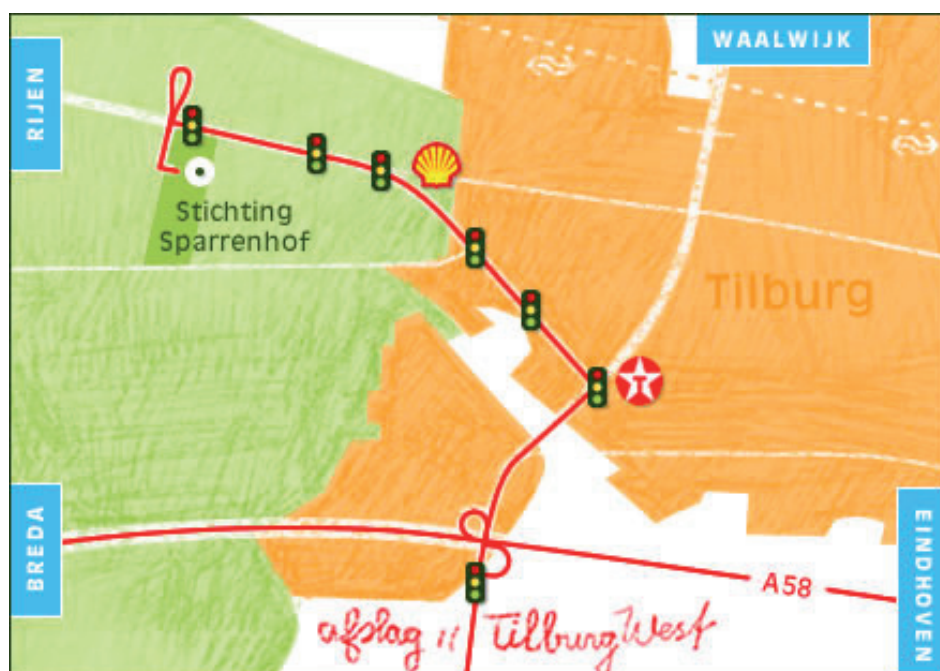 WAALWIJK
RIJEN
Stichting
Sparrenhof
Tilburg
T
BREDA
A58
EINDHOVEN
afslag 11 Tilburg West